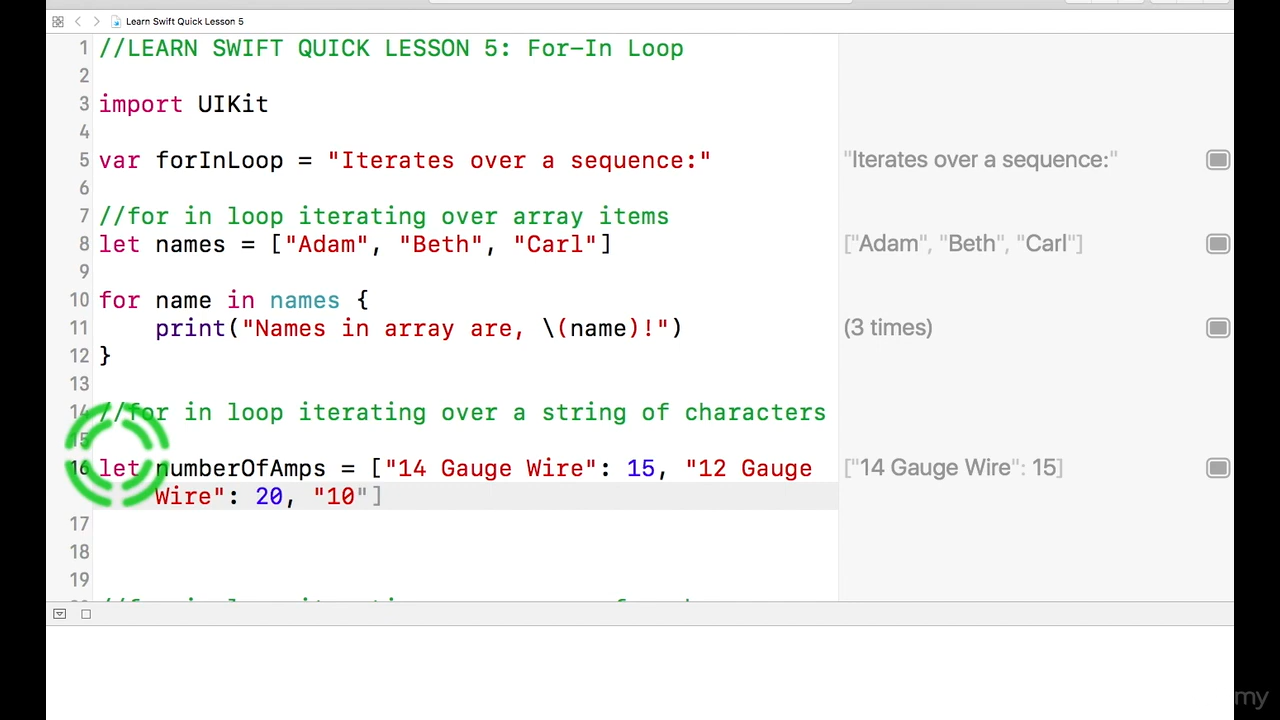 Learn Swift Quick Lesson 5
1 //LEARN SWIFT QUICK LESSON 5: For-In Loop
2
3 import UIKit
4
5 var forInLoop = "Iterates over a sequence:" "Iterates over a sequence:"
6
7 //for in loop iterating over array items
8 let names = ["Adam", "Beth", "Carl"] ["Adam", "Beth", "Carl"]
9
10 for name in names {
11 print("Names in array are, \(name)!") (3 times)
12 }
13
14 //for in loop iterating over a string of characters
15
16 let numberOfAmps = ["14 Gauge Wire": 15, "12 Gauge ["14 Gauge Wire": 15]
Wire": 20, "10"]
17
18
19
my